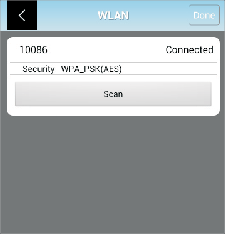 WLAN Done
10086 Connected
Security WPA_PSK(AES)
Scan